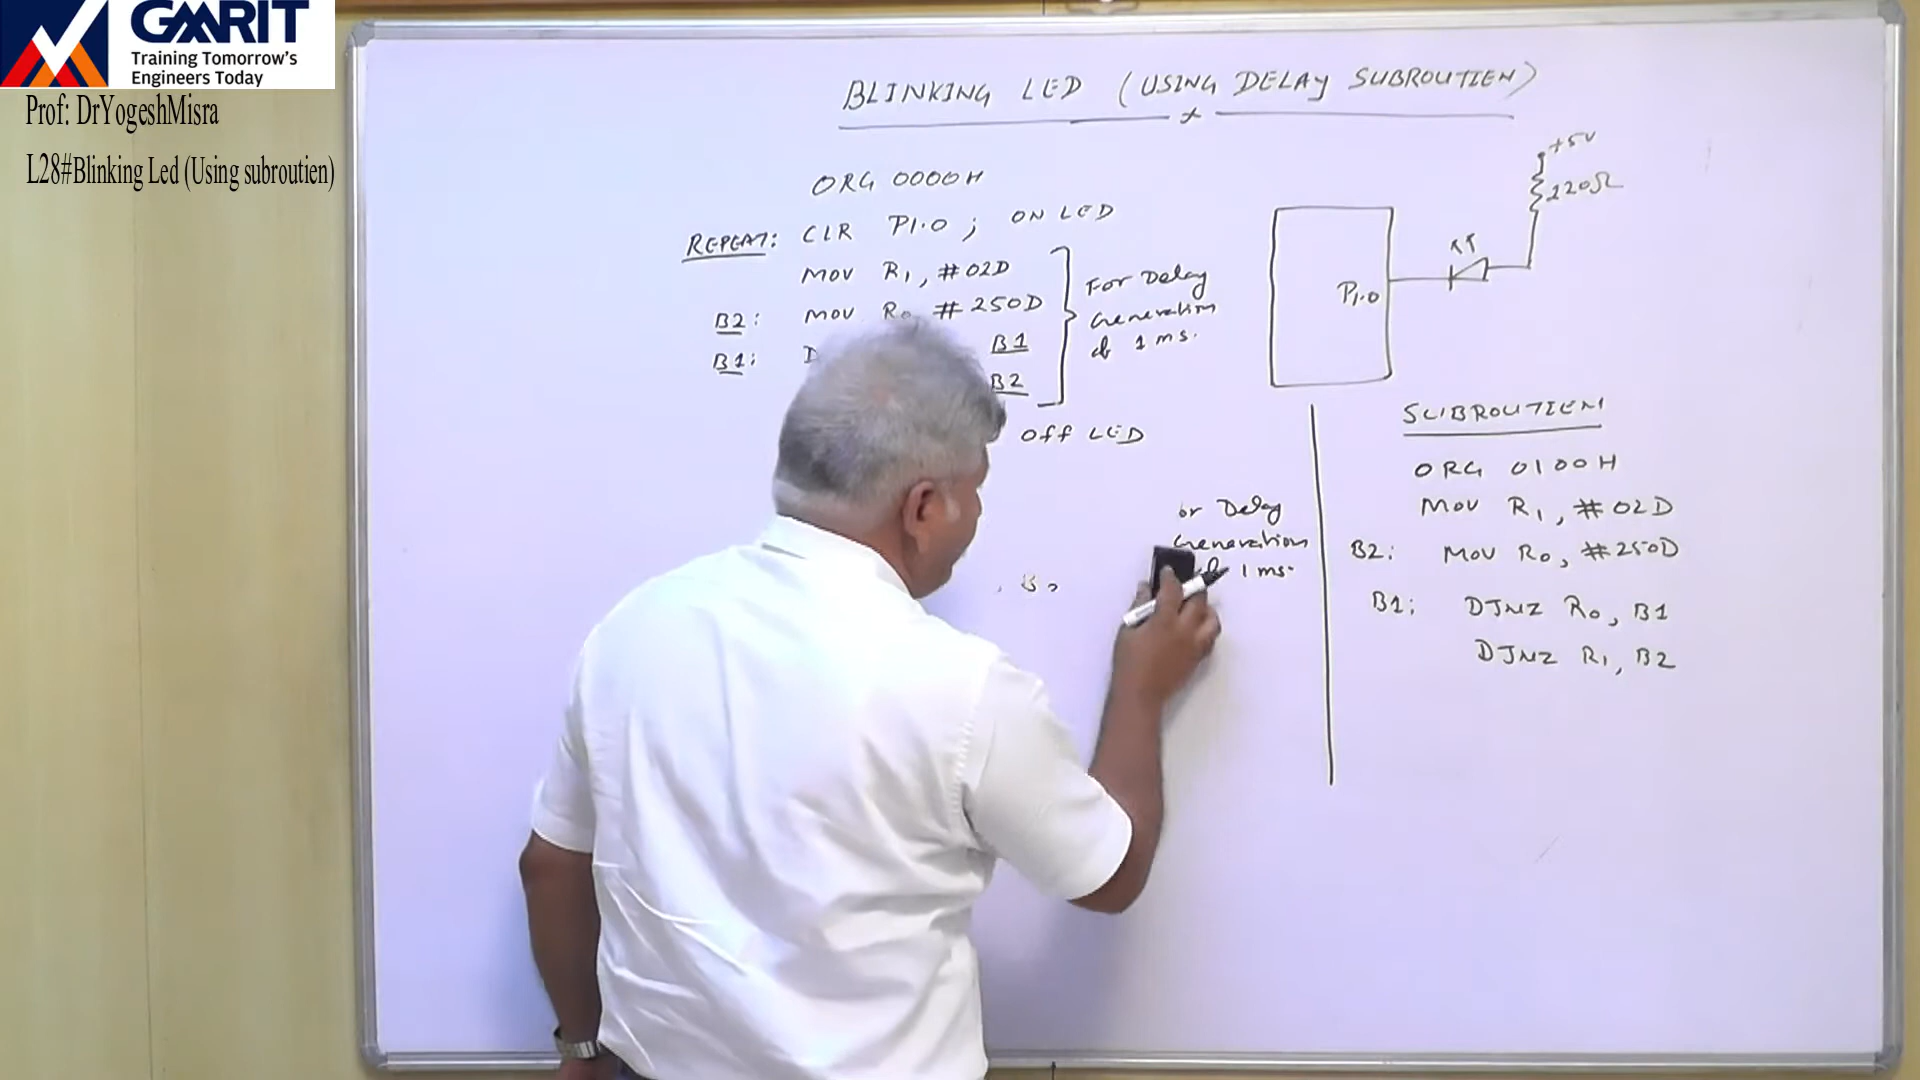 GMRIT
Training Tomorrow's
Engineers Today
Prof: DrYogeshMisra
L28#Blinking Led (Using subroutien)
BLINKING LED (USING DELAY SUBROUTIEN)
ORG 0000H
REPEAT: CLR P1.0 ; ON LED
MOV R1, #02D
B2: MOV R0, #250D
B1: D B1
B2
For Delay
Generation
of 1 ms.
Off LED
or Delay
Generation
1 ms.
+5V
220Ω
P1.0
SUBROUTIEN
ORG 0100H
MOV R1, #02D
B2: MOV R0, #250D
B1: DJNZ R0, B1
DJNZ R1, B2